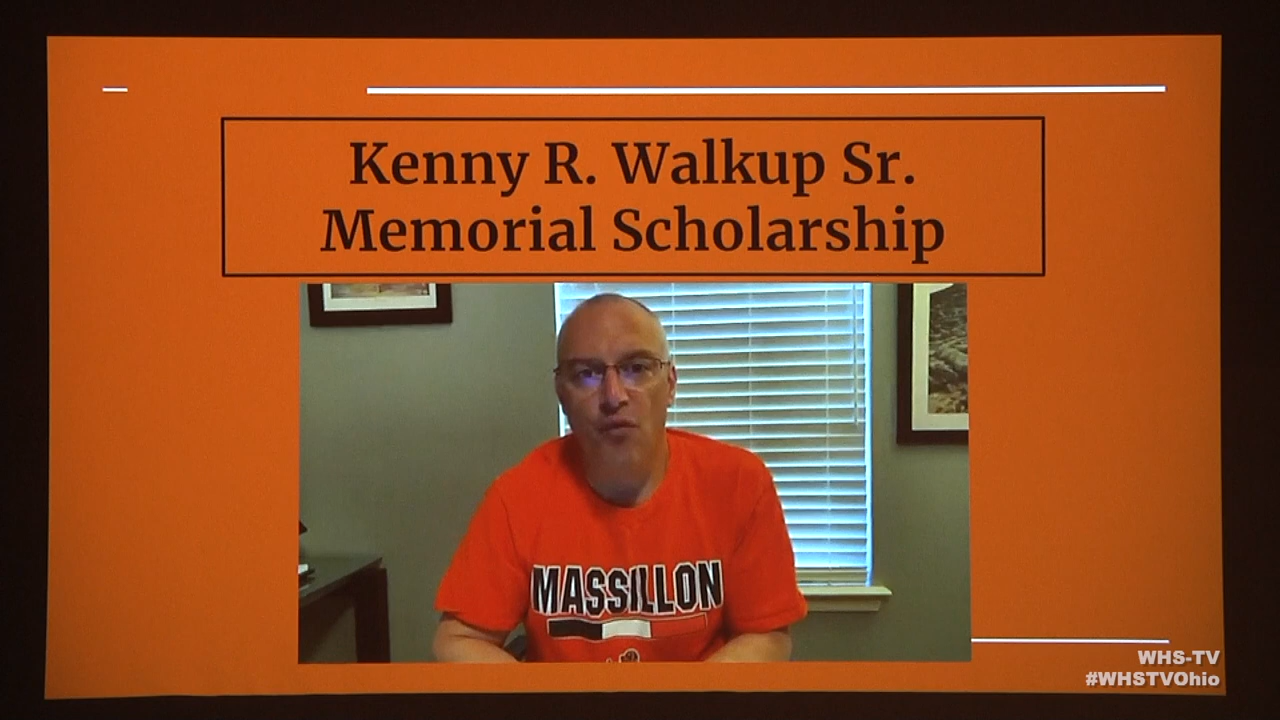 Kenny R. Walkup Sr.
Memorial Scholarship
MASSILLON
WHS-TV
#WHSTVOhio